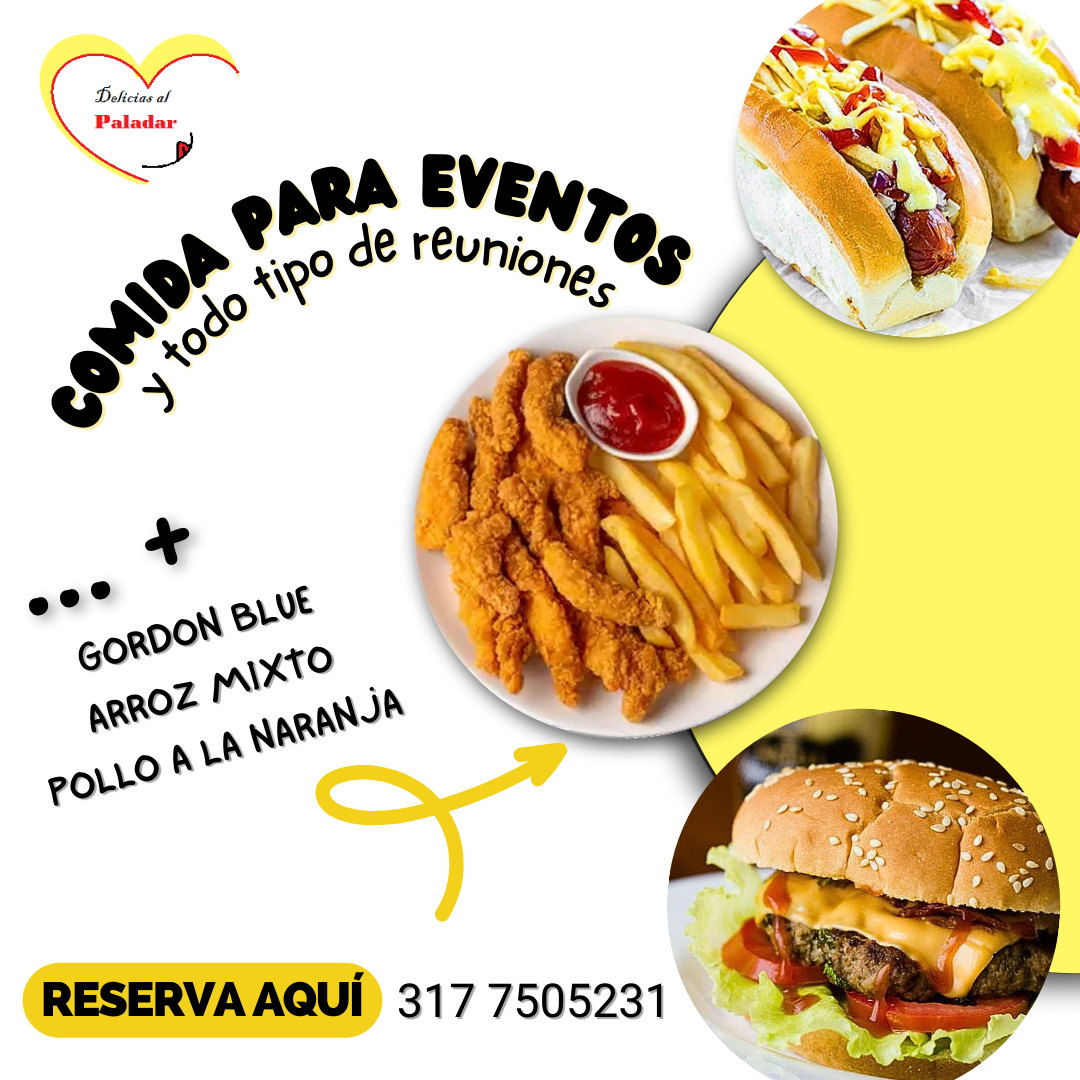 Delicias al
Paladar
COMIDA PARA EVENTOS
y todo tipo de reuniones
... +
GORDON BLUE
ARROZ MIXTO
POLLO A LA NARANJA
RESERVA AQUÍ 317 7505231